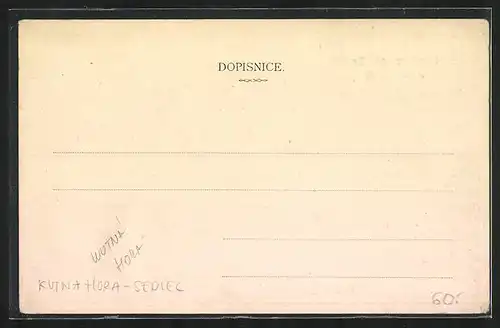 DOPISNICE.
KUTNÁ
HORA
KUTNA HORA - SEDLEC
60.